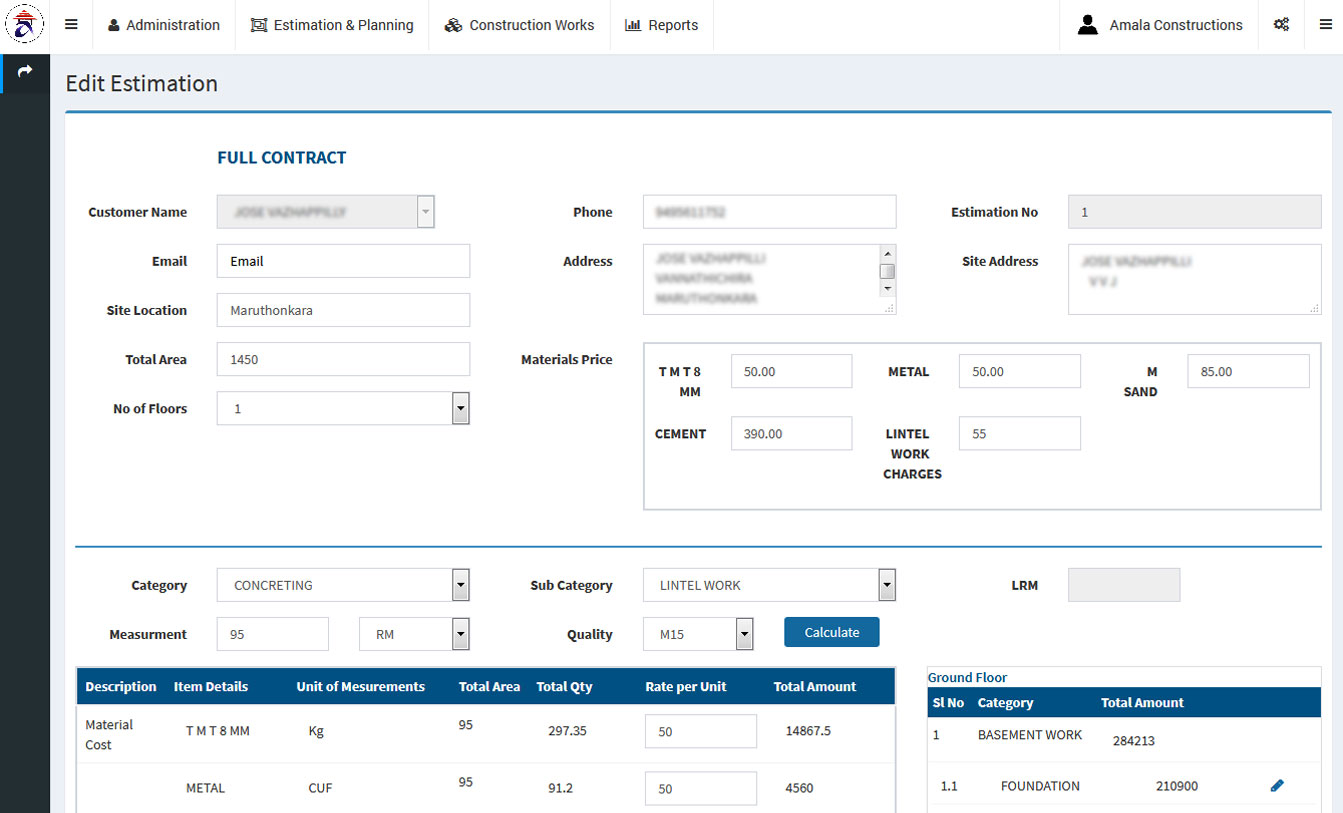 Administration
Estimation & Planning
Construction Works
Reports
Amala Constructions
Edit Estimation
FULL CONTRACT
Customer Name
Phone
Estimation No
1
Email
Email
Address
Site Address
Site Location
Maruthonkara
Total Area
1450
Materials Price
T M T 8
MM
50.00
METAL
50.00
M
SAND
85.00
No of Floors
1
CEMENT
390.00
LINTEL
WORK
CHARGES
55
Category
CONCRETING
Sub Category
LINTEL WORK
LRM
Measurment
95
RM
Quality
M15
Calculate
Description Item Details Unit of Mesurements Total Area Total Qty Rate per Unit Total Amount
Material
Cost
T M T 8 MM Kg 95 297.35 50 14867.5
METAL CUF 95 91.2 50 4560
Ground Floor
Sl No Category Total Amount
1 BASEMENT WORK 284213
1.1 FOUNDATION 210900